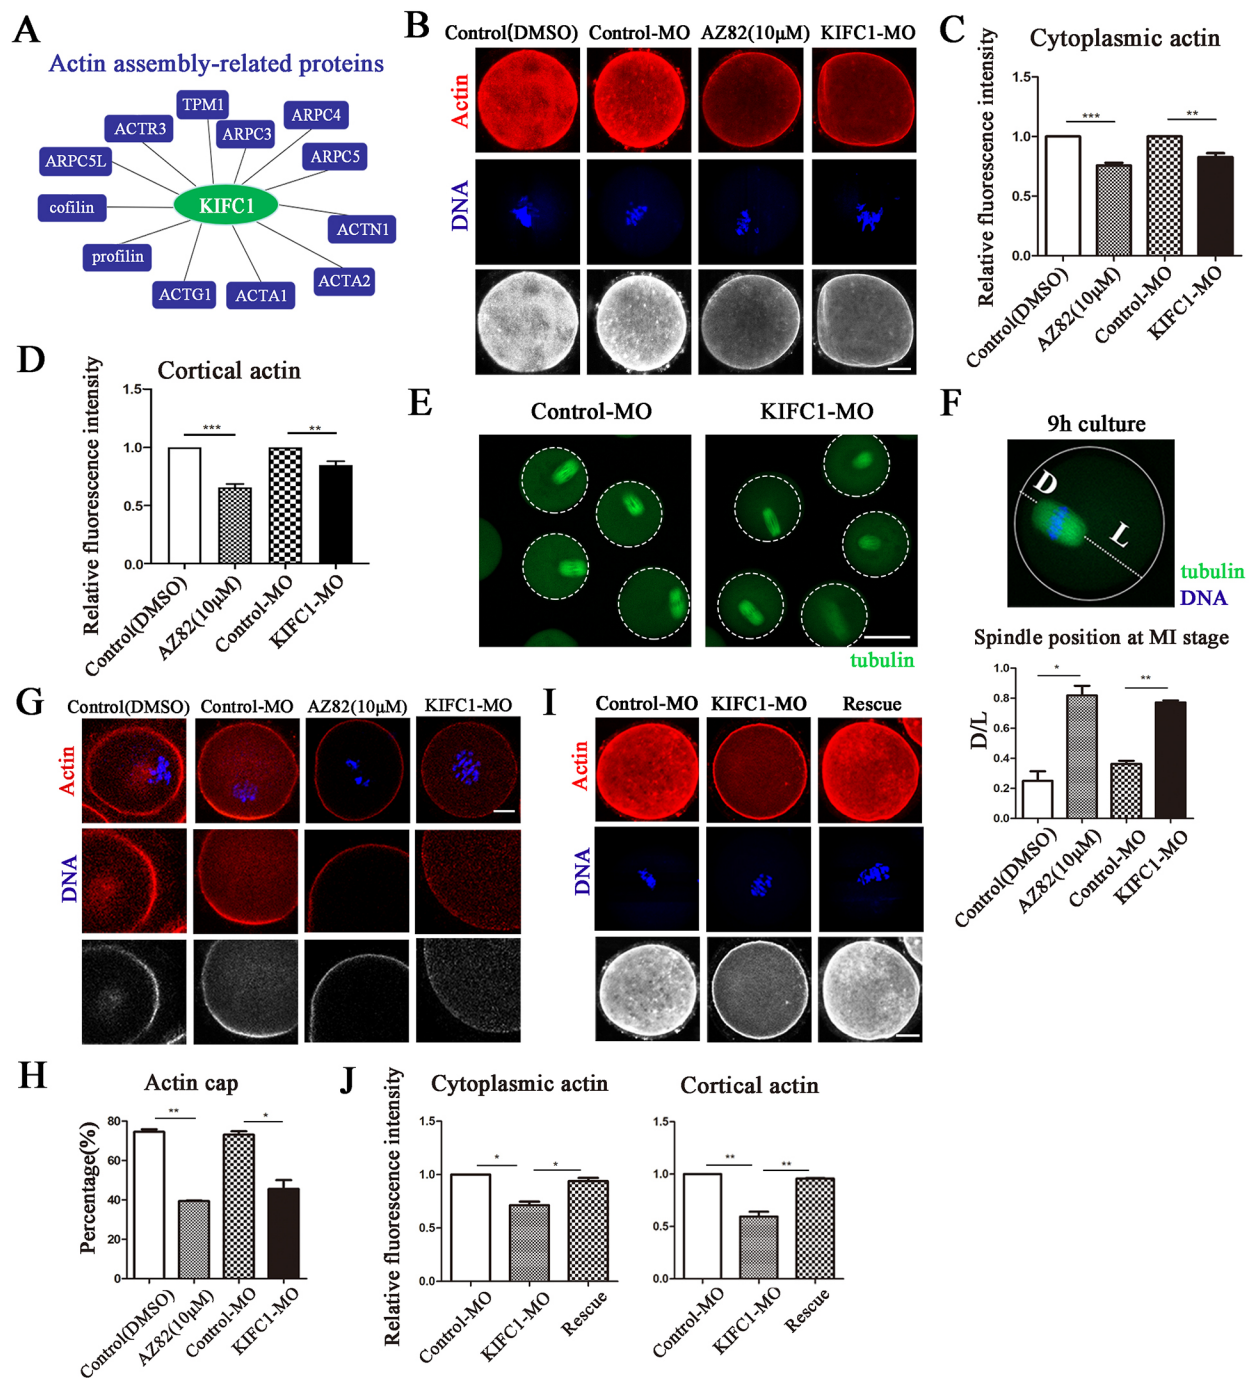 A
Actin assembly-related proteins
TPM1
ARPC4
ACTR3
ARPC3
ARPC5L
ARPC5
cofilin
KIFC1
ACTN1
profilin
ACTG1
ACTA1
ACTA2
B
Control(DMSO) Control-MO AZ82(10μM) KIFC1-MO
Actin
DNA
C
Cytoplasmic actin
Relative fluorescence intensity
1.5
1.0
0.5
0.0
***
**
Control(DMSO)
AZ82(10μM)
Control-MO
KIFC1-MO
D
Cortical actin
Relative fluorescence intensity
1.5
1.0
0.5
0.0
***
**
Control(DMSO)
AZ82(10μM)
Control-MO
KIFC1-MO
E
Control-MO KIFC1-MO
tubulin
F
9h culture
D
L
tubulin
DNA
Spindle position at MI stage
D/L
1.0
0.8
0.6
0.4
0.2
0.0
*
**
Control(DMSO)
AZ82(10μM)
Control-MO
KIFC1-MO
G
Control(DMSO) Control-MO AZ82(10μM) KIFC1-MO
Actin
DNA
H
Actin cap
Percentage(%)
80
60
40
20
0
**
*
Control(DMSO)
AZ82(10μM)
Control-MO
KIFC1-MO
I
Control-MO KIFC1-MO Rescue
Actin
DNA
J
Relative fluorescence intensity
Cytoplasmic actin
1.5
1.0
0.5
0.0
*
*
Control-MO
KIFC1-MO
Rescue
Cortical actin
1.5
1.0
0.5
0.0
**
**
Control-MO
KIFC1-MO
Rescue